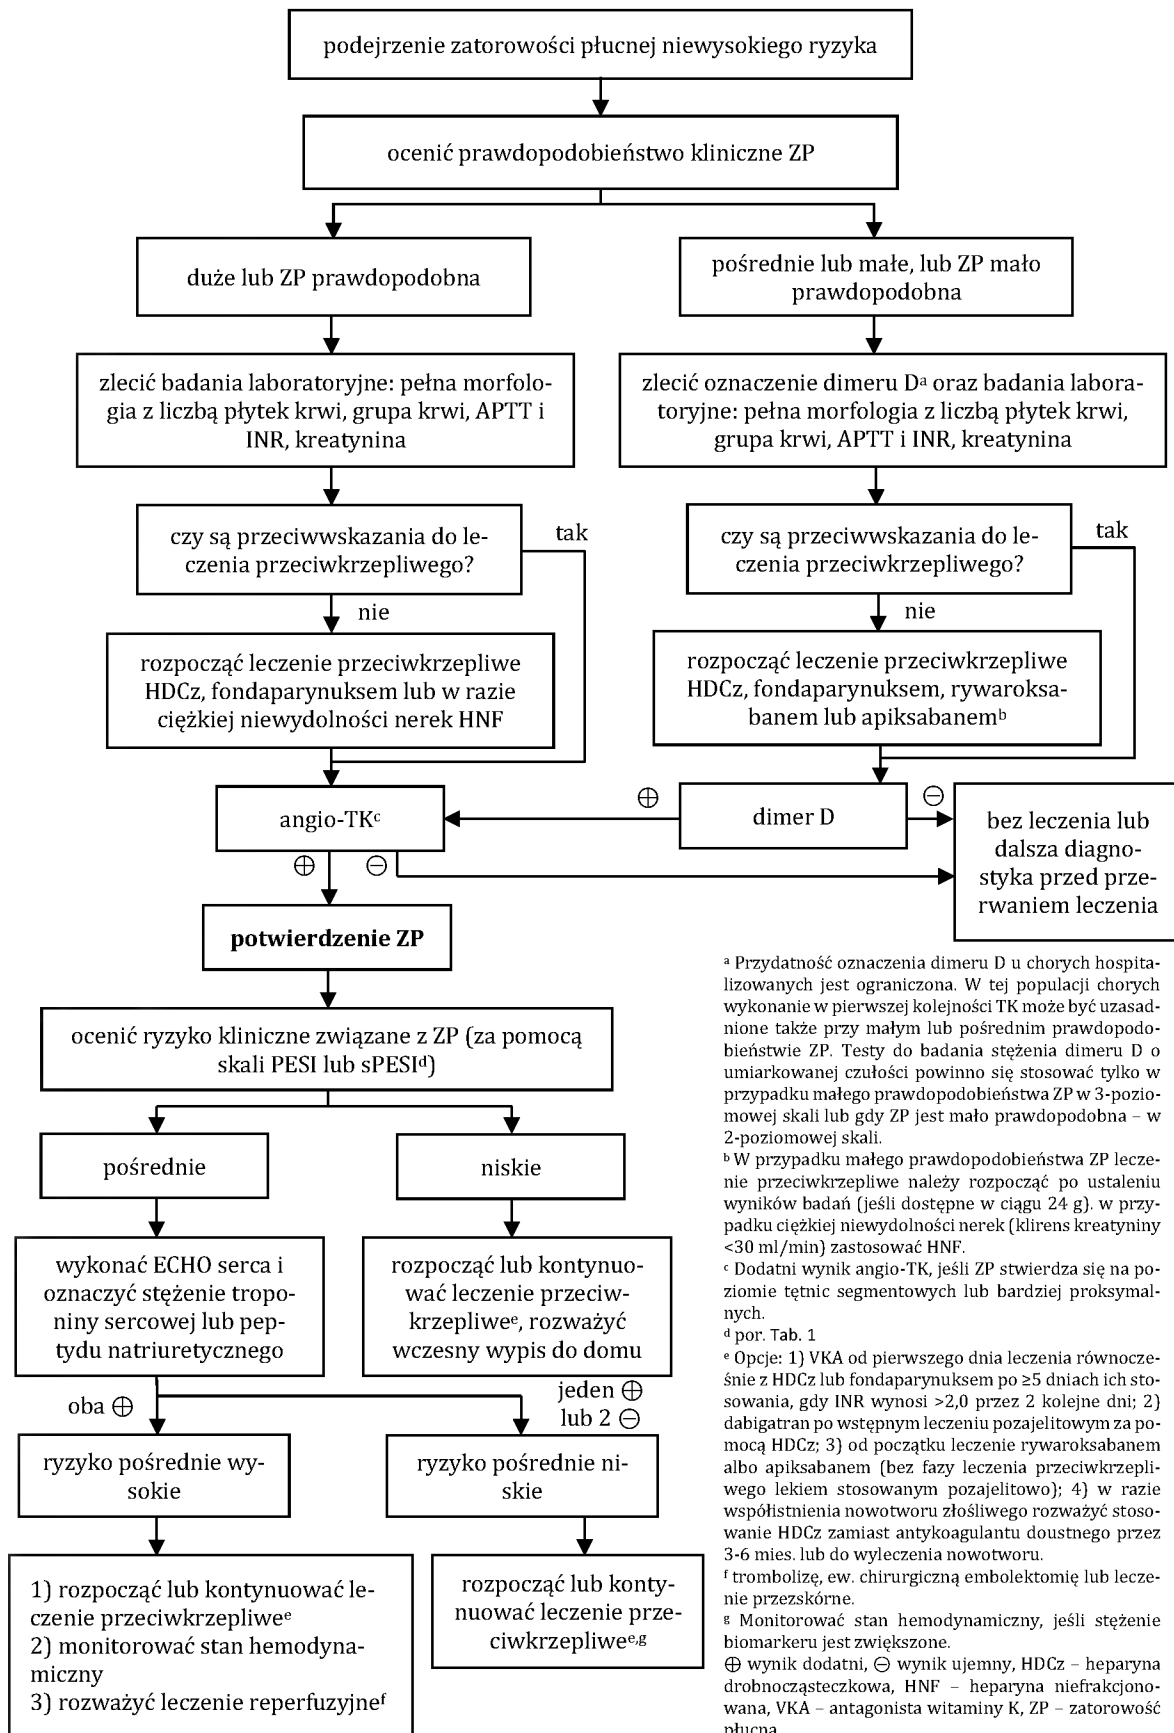 podejrzenie zatorowości płucnej niewysokiego ryzyka
ocenić prawdopodobieństwo kliniczne ZP
duże lub ZP prawdopodobna
pośrednie lub małe, lub ZP mało
prawdopodobna
zlecić badania laboratoryjne: pełna morfolo-
gia z liczbą płytek krwi, grupa krwi, APTT i
INR, kreatynina
zlecić oznaczenie dimeru Dᵃ oraz badania labora-
toryjne: pełna morfologia z liczbą płytek krwi,
grupa krwi, APTT i INR, kreatynina
czy są przeciwwskazania do le-
czenia przeciwkrzepliwego?
tak
nie
czy są przeciwwskazania do le-
czenia przeciwkrzepliwego?
tak
nie
rozpocząć leczenie przeciwkrzepliwe
HDCz, fondaparynuksem lub w razie
ciężkiej niewydolności nerek HNF
rozpocząć leczenie przeciwkrzepliwe
HDCz, fondaparynuksem, rywaroksa-
banem lub apiksabanemᵇ
angio-TKᶜ
⊕
dimer D
⊖
bez leczenia lub
dalsza diagno-
styka przed prze-
rwaniem leczenia
⊕ ⊖
potwierdzenie ZP
ocenić ryzyko kliniczne związane z ZP (za pomocą
skali PESI lub sPESIᵈ)
pośrednie
niskie
wykonać ECHO serca i
oznaczyć stężenie tropo-
niny sercowej lub pep-
tydu natriuretycznego
rozpocząć lub kontynuo-
wać leczenie przeciw-
krzepliweᵉ, rozważyć
wczesny wypis do domu
oba ⊕
jeden ⊕
lub 2 ⊖
ryzyko pośrednie wy-
sokie
ryzyko pośrednie ni-
skie
1) rozpocząć lub kontynuować le-
czenie przeciwkrzepliweᵉ
2) monitorować stan hemodyna-
miczny
3) rozważyć leczenie reperfuzyjneᶠ
rozpocząć lub konty-
nuować leczenie prze-
ciwkrzepliweᵉ,ᵍ
ᵃ Przydatność oznaczenia dimeru D u chorych hospita-
lizowanych jest ograniczona. W tej populacji chorych
wykonanie w pierwszej kolejności TK może być uzasad-
nione także przy małym lub pośrednim prawdopodo-
bieństwie ZP. Testy do badania stężenia dimeru D o
umiarkowanej czułości powinno się stosować tylko w
przypadku małego prawdopodobieństwa ZP w 3-pozio-
mowej skali lub gdy ZP jest mało prawdopodobna – w
2-poziomowej skali.
ᵇ W przypadku małego prawdopodobieństwa ZP lecze-
nie przeciwkrzepliwe należy rozpocząć po ustaleniu
wyników badań (jeśli dostępne w ciągu 24 g). w przy-
padku ciężkiej niewydolności nerek (klirens kreatyniny
<30 ml/min) zastosować HNF.
ᶜ Dodatni wynik angio-TK, jeśli ZP stwierdza się na po-
ziomie tętnic segmentowych lub bardziej proksymal-
nych.
ᵈ por. Tab. 1
ᵉ Opcje: 1) VKA od pierwszego dnia leczenia równocze-
śnie z HDCz lub fondaparynuksem po ≥5 dniach ich sto-
sowania, gdy INR wynosi >2,0 przez 2 kolejne dni; 2)
dabigatran po wstępnym leczeniu pozajelitowym za po-
mocą HDCz; 3) od początku leczenie rywaroksabanem
albo apiksabanem (bez fazy leczenia przeciwkrzepli-
wego lekiem stosowanym pozajelitowo); 4) w razie
współistnienia nowotworu złośliwego rozważyć stoso-
wanie HDCz zamiast antykoagulantu doustnego przez
3-6 mies. lub do wyleczenia nowotworu.
ᶠ trombolizę, ew. chirurgiczną embolektomię lub lecze-
nie przezskórne.
ᵍ Monitorować stan hemodynamiczny, jeśli stężenie
biomarkeru jest zwiększone.
⊕ wynik dodatni, ⊖ wynik ujemny, HDCz – heparyna
drobnocząsteczkowa, HNF – heparyna niefrakcjono-
wana, VKA – antagonista witaminy K, ZP – zatorowość
płucna